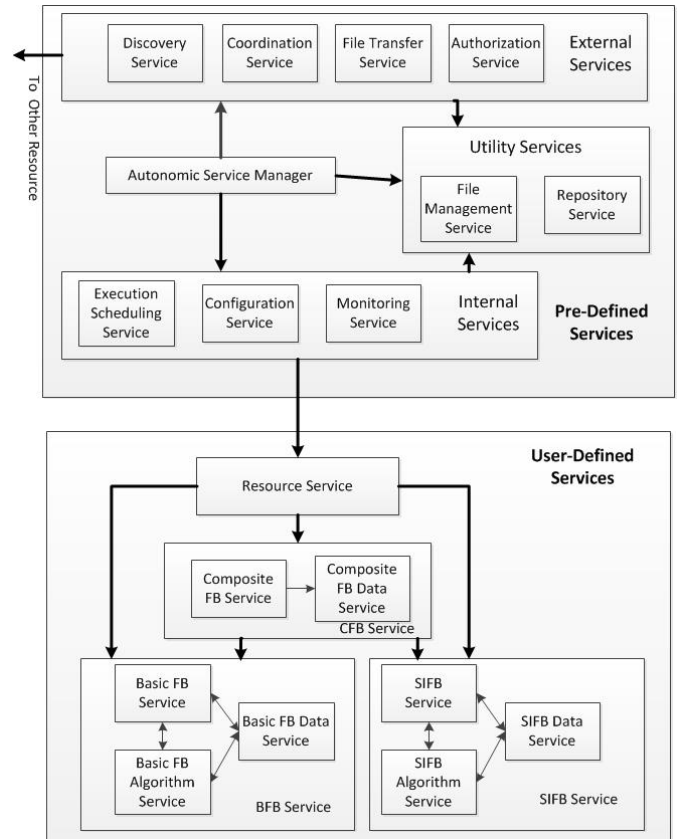 Discovery
Service
Coordination
Service
File Transfer
Service
Authorization
Service
External
Services
To Other Resource
Autonomic Service Manager
Utility Services
File
Management
Service
Repository
Service
Execution
Scheduling
Service
Configuration
Service
Monitoring
Service
Internal
Services
Pre-Defined
Services
User-Defined
Services
Resource Service
Composite
FB Service
Composite
FB Data
Service
CFB Service
Basic FB
Service
Basic FB Data
Service
Basic FB
Algorithm
Service
BFB Service
SIFB
Service
SIFB Data
Service
SIFB
Algorithm
Service
SIFB Service